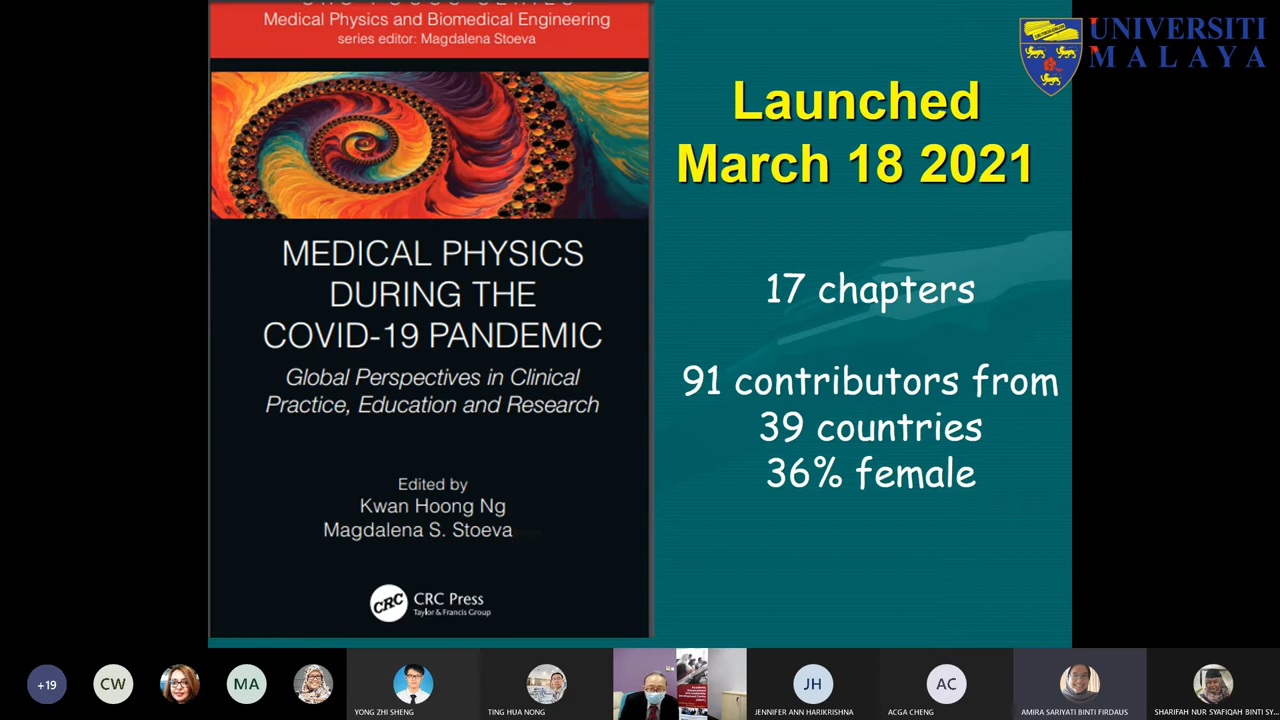 Medical Physics and Biomedical Engineering
series editor: Magdalena Stoeva
MEDICAL PHYSICS
DURING THE
COVID-19 PANDEMIC
Global Perspectives in Clinical
Practice, Education and Research
Edited by
Kwan Hoong Ng
Magdalena S. Stoeva
CRC
CRC Press
Taylor & Francis Group
UNIVERSITI
MALAYA
Launched
March 18 2021
17 chapters
91 contributors from
39 countries
36% female
+19
CW
MA
YONG ZHI SHENG
TING HUA NONG
JH
JENNIFER ANN HARIKRISHNA
AC
ACGA CHENG
AMIRA SARIYATI BINTI FIRDAUS
SHARIFAH NUR SYAFIQAH BINTI SY...